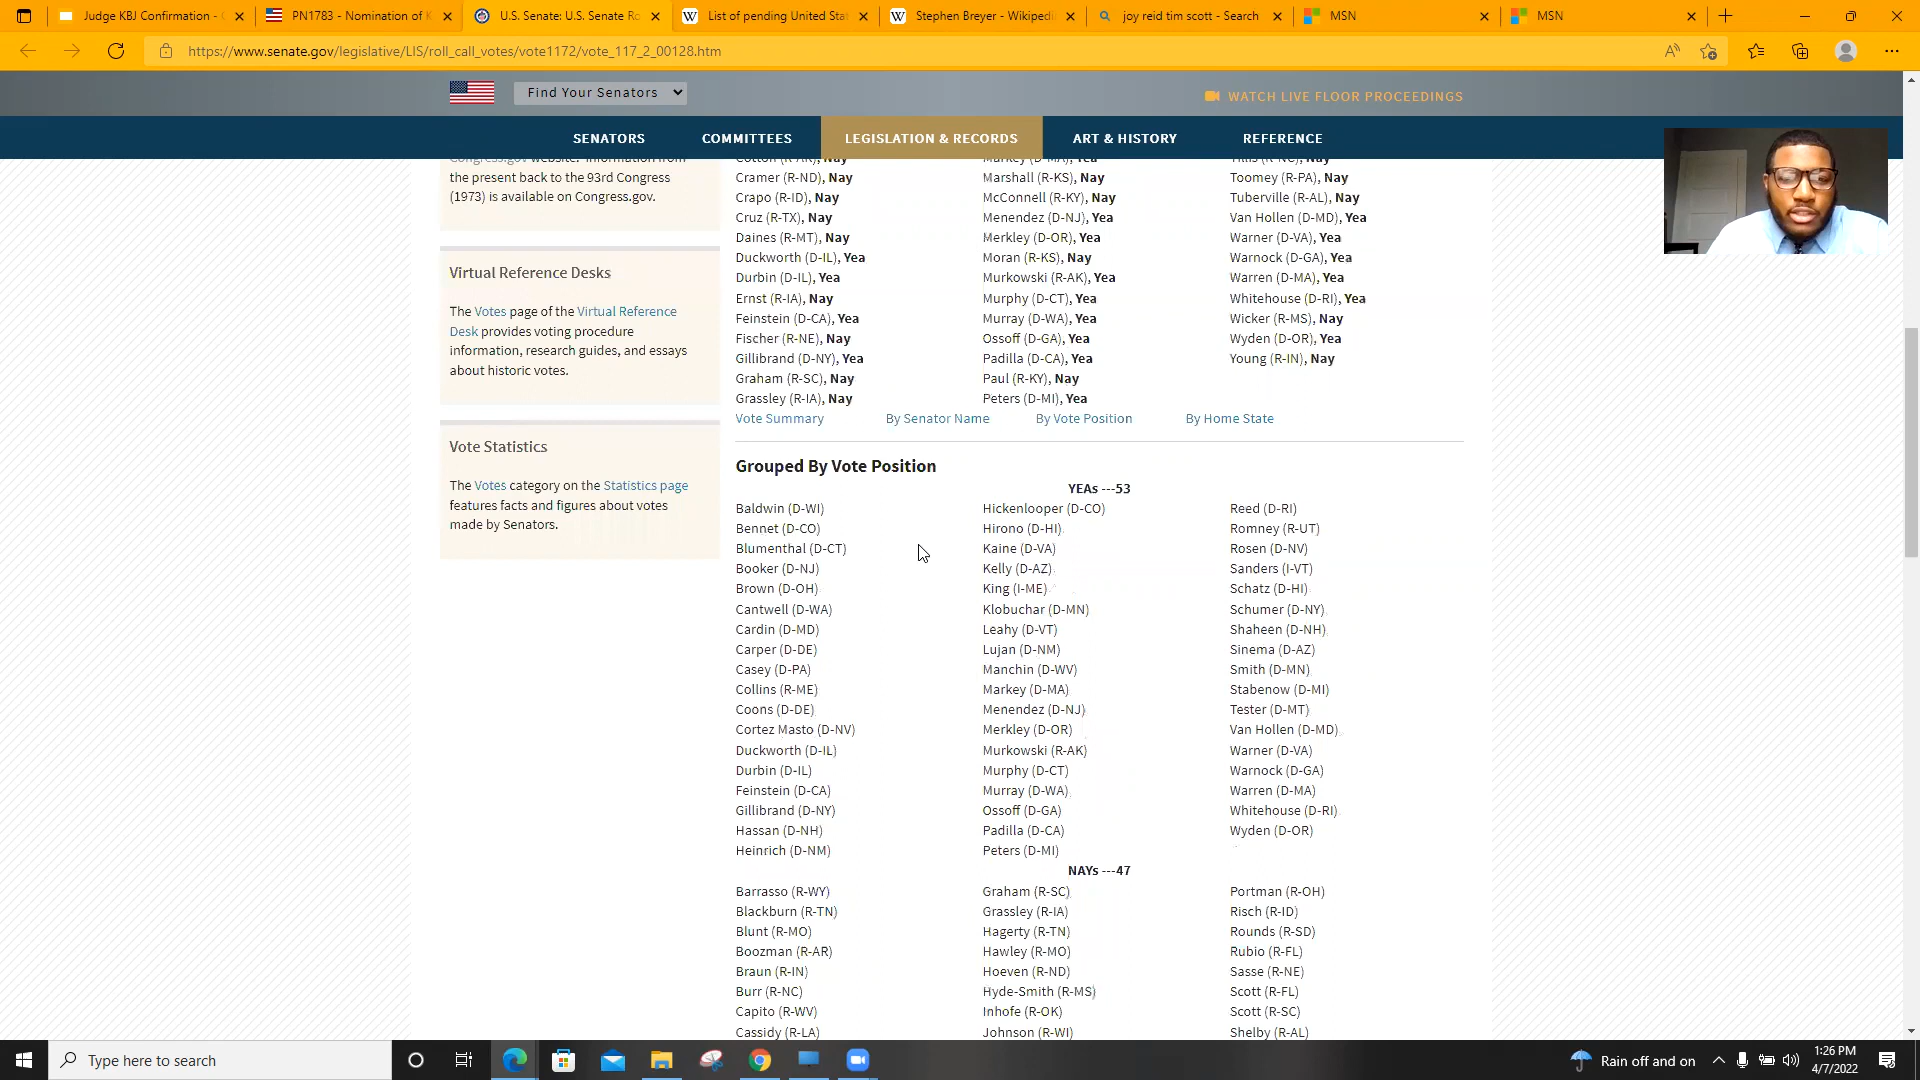 Judge KBJ Confirmation -
PN1783 - Nomination of K
U.S. Senate: U.S. Senate Ro
List of pending United Stat
Stephen Breyer - Wikipedi
joy reid tim scott - Search
MSN
MSN
https://www.senate.gov/legislative/LIS/roll_call_votes/vote1172/vote_117_2_00128.htm
Find Your Senators
WATCH LIVE FLOOR PROCEEDINGS
SENATORS
COMMITTEES
LEGISLATION & RECORDS
ART & HISTORY
REFERENCE
Congress.gov website. Information from
the present back to the 93rd Congress
(1973) is available on Congress.gov.
Virtual Reference Desks
The Votes page of the Virtual Reference
Desk provides voting procedure
information, research guides, and essays
about historic votes.
Vote Statistics
The Votes category on the Statistics page
features facts and figures about votes
made by Senators.
Cotton (R-AR), Nay
Cramer (R-ND), Nay
Crapo (R-ID), Nay
Cruz (R-TX), Nay
Daines (R-MT), Nay
Duckworth (D-IL), Yea
Durbin (D-IL), Yea
Ernst (R-IA), Nay
Feinstein (D-CA), Yea
Fischer (R-NE), Nay
Gillibrand (D-NY), Yea
Graham (R-SC), Nay
Grassley (R-IA), Nay
Markey (D-MA), Yea
Marshall (R-KS), Nay
McConnell (R-KY), Nay
Menendez (D-NJ), Yea
Merkley (D-OR), Yea
Moran (R-KS), Nay
Murkowski (R-AK), Yea
Murphy (D-CT), Yea
Murray (D-WA), Yea
Ossoff (D-GA), Yea
Padilla (D-CA), Yea
Paul (R-KY), Nay
Peters (D-MI), Yea
Tillis (R-NC), Nay
Toomey (R-PA), Nay
Tuberville (R-AL), Nay
Van Hollen (D-MD), Yea
Warner (D-VA), Yea
Warnock (D-GA), Yea
Warren (D-MA), Yea
Whitehouse (D-RI), Yea
Wicker (R-MS), Nay
Wyden (D-OR), Yea
Young (R-IN), Nay
Vote Summary
By Senator Name
By Vote Position
By Home State
Grouped By Vote Position
YEAs ---53
Baldwin (D-WI)
Bennet (D-CO)
Blumenthal (D-CT)
Booker (D-NJ)
Brown (D-OH)
Cantwell (D-WA)
Cardin (D-MD)
Carper (D-DE)
Casey (D-PA)
Collins (R-ME)
Coons (D-DE)
Cortez Masto (D-NV)
Duckworth (D-IL)
Durbin (D-IL)
Feinstein (D-CA)
Gillibrand (D-NY)
Hassan (D-NH)
Heinrich (D-NM)
Hickenlooper (D-CO)
Hirono (D-HI)
Kaine (D-VA)
Kelly (D-AZ)
King (I-ME)
Klobuchar (D-MN)
Leahy (D-VT)
Lujan (D-NM)
Manchin (D-WV)
Markey (D-MA)
Menendez (D-NJ)
Merkley (D-OR)
Murkowski (R-AK)
Murphy (D-CT)
Murray (D-WA)
Ossoff (D-GA)
Padilla (D-CA)
Peters (D-MI)
Reed (D-RI)
Romney (R-UT)
Rosen (D-NV)
Sanders (I-VT)
Schatz (D-HI)
Schumer (D-NY)
Shaheen (D-NH)
Sinema (D-AZ)
Smith (D-MN)
Stabenow (D-MI)
Tester (D-MT)
Van Hollen (D-MD)
Warner (D-VA)
Warnock (D-GA)
Warren (D-MA)
Whitehouse (D-RI)
Wyden (D-OR)
NAYs ---47
Barrasso (R-WY)
Blackburn (R-TN)
Blunt (R-MO)
Boozman (R-AR)
Braun (R-IN)
Burr (R-NC)
Capito (R-WV)
Cassidy (R-LA)
Graham (R-SC)
Grassley (R-IA)
Hagerty (R-TN)
Hawley (R-MO)
Hoeven (R-ND)
Hyde-Smith (R-MS)
Inhofe (R-OK)
Johnson (R-WI)
Portman (R-OH)
Risch (R-ID)
Rounds (R-SD)
Rubio (R-FL)
Sasse (R-NE)
Scott (R-FL)
Scott (R-SC)
Shelby (R-AL)
Type here to search
Rain off and on
1:26 PM
4/7/2022